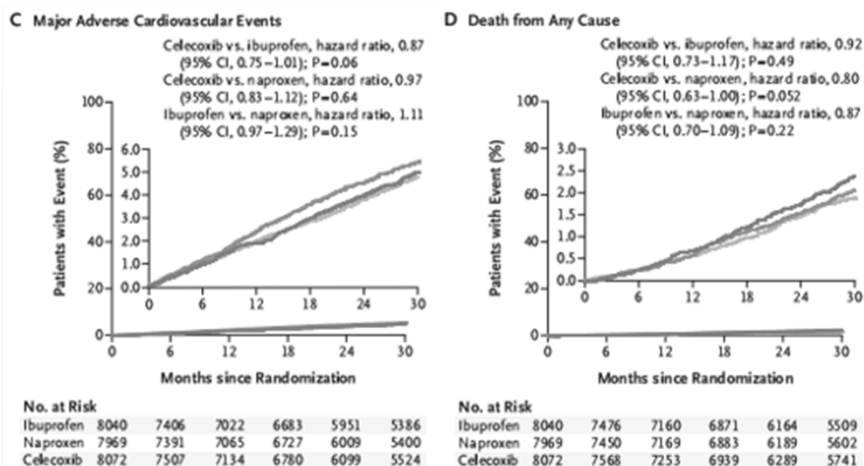 C Major Adverse Cardiovascular Events
Celecoxib vs. ibuprofen, hazard ratio, 0.87
(95% CI, 0.75–1.01); P=0.06
Celecoxib vs. naproxen, hazard ratio, 0.97
(95% CI, 0.83–1.12); P=0.64
Ibuprofen vs. naproxen, hazard ratio, 1.11
(95% CI, 0.97–1.29); P=0.15
Patients with Event (%)
100
80
60
40
20
0
6.0
5.0
4.0
3.0
2.0
1.0
0.0
0 6 12 18 24 30
0 6 12 18 24 30
Months since Randomization
No. at Risk
Ibuprofen 8040 7406 7022 6683 5951 5386
Naproxen 7969 7391 7065 6727 6009 5400
Celecoxib 8072 7507 7134 6780 6099 5524
D Death from Any Cause
Celecoxib vs. ibuprofen, hazard ratio, 0.92
(95% CI, 0.73–1.17); P=0.49
Celecoxib vs. naproxen, hazard ratio, 0.80
(95% CI, 0.63–1.00); P=0.052
Ibuprofen vs. naproxen, hazard ratio, 0.87
(95% CI, 0.70–1.09); P=0.22
Patients with Event (%)
100
80
60
40
20
0
3.0
2.5
2.0
1.5
1.0
0.5
0.0
0 6 12 18 24 30
0 6 12 18 24 30
Months since Randomization
No. at Risk
Ibuprofen 8040 7476 7160 6871 6164 5509
Naproxen 7969 7450 7169 6883 6189 5602
Celecoxib 8072 7568 7253 6939 6289 5741